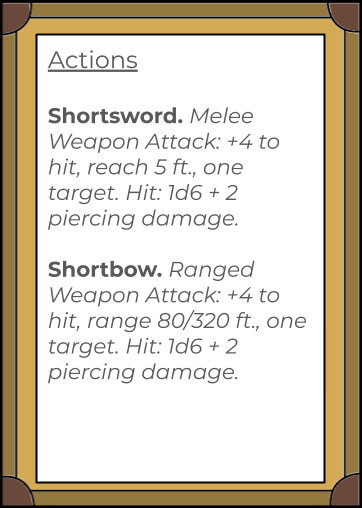 Actions
Shortsword. Melee
Weapon Attack: +4 to
hit, reach 5 ft., one
target. Hit: 1d6 + 2
piercing damage.
Shortbow. Ranged
Weapon Attack: +4 to
hit, range 80/320 ft., one
target. Hit: 1d6 + 2
piercing damage.